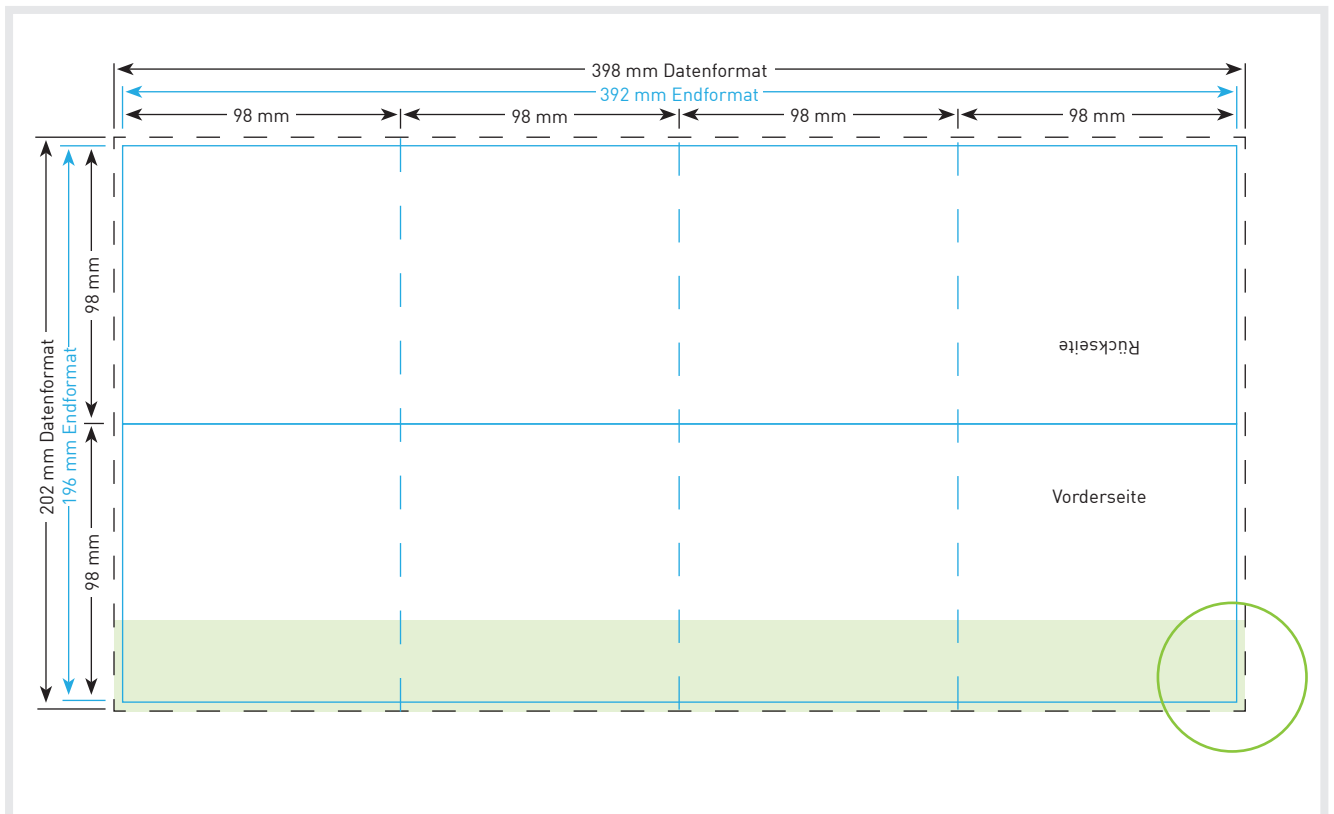 398 mm Datenformat
392 mm Endformat
98 mm
98 mm
98 mm
98 mm
202 mm Datenformat
196 mm Endformat
98 mm
98 mm
Rückseite
Vorderseite